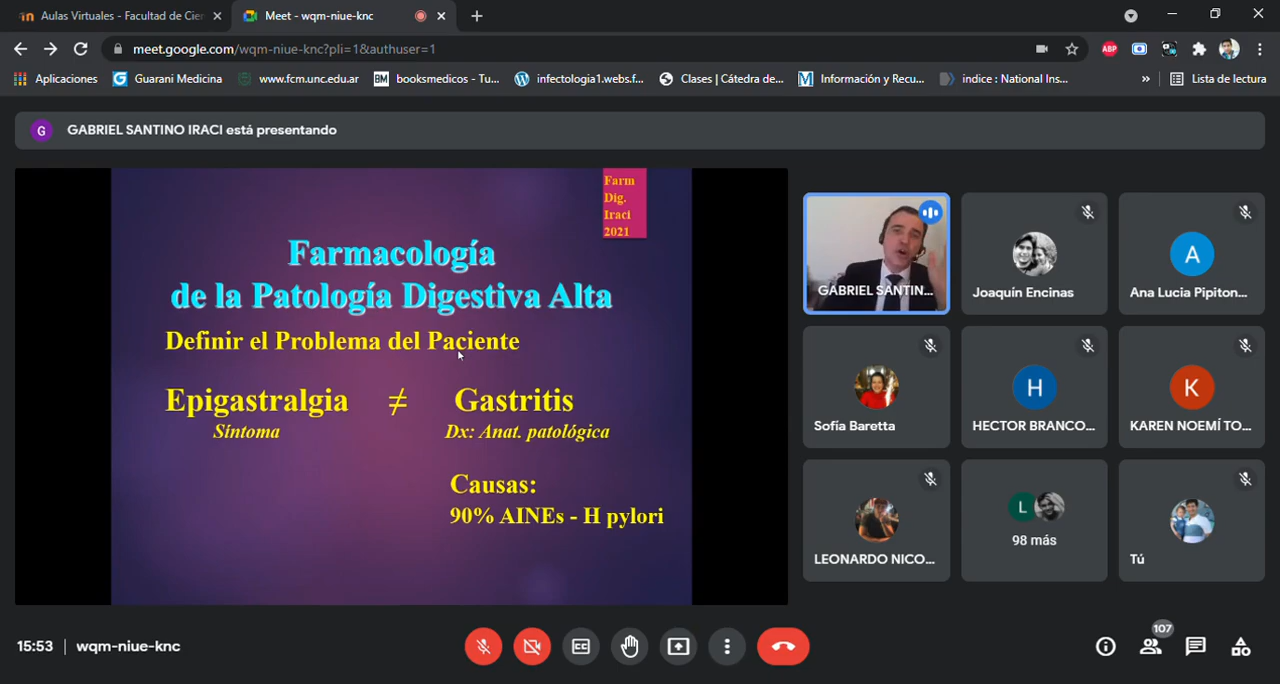 Aulas Virtuales - Facultad de Cien
Meet - wqm-niue-knc
meet.google.com/wqm-niue-knc?pli=1&authuser=1
ABP
Aplicaciones
Guarani Medicina
www.fcm.unc.edu.ar
BM booksmedicos - Tu...
infectologia1.webs.f...
Clases | Cátedra de...
M Información y Recu...
indice : National Ins...
»
Lista de lectura
G GABRIEL SANTINO IRACI está presentando
Farm
Dig.
Iraci
2021
Farmacología
de la Patología Digestiva Alta
Definir el Problema del Paciente
Epigastralgia ≠ Gastritis
Síntoma Dx: Anat. patológica
Causas:
90% AINEs - H pylori
GABRIEL SANTIN...
Joaquín Encinas
A
Ana Lucia Pipiton...
Sofía Baretta
H
HECTOR BRANCO...
K
KAREN NOEMÍ TO...
LEONARDO NICO...
L
98 más
Tú
15:53 | wqm-niue-knc
CC
107